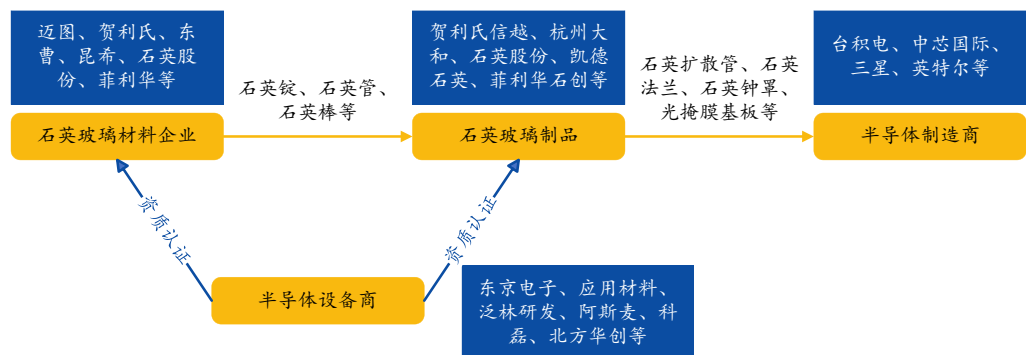 迈图、贺利氏、东
曹、昆希、石英股
份、菲利华等
石英锭、石英管、
石英棒等
贺利氏信越、杭州大
和、石英股份、凯德
石英、菲利华石创等
石英扩散管、石英
法兰、石英钟罩、
光掩膜基板等
台积电、中芯国际、
三星、英特尔等
石英玻璃材料企业
石英玻璃制品
半导体制造商
资质认证
资质认证
半导体设备商
东京电子、应用材料、
泛林研发、阿斯麦、科
磊、北方华创等